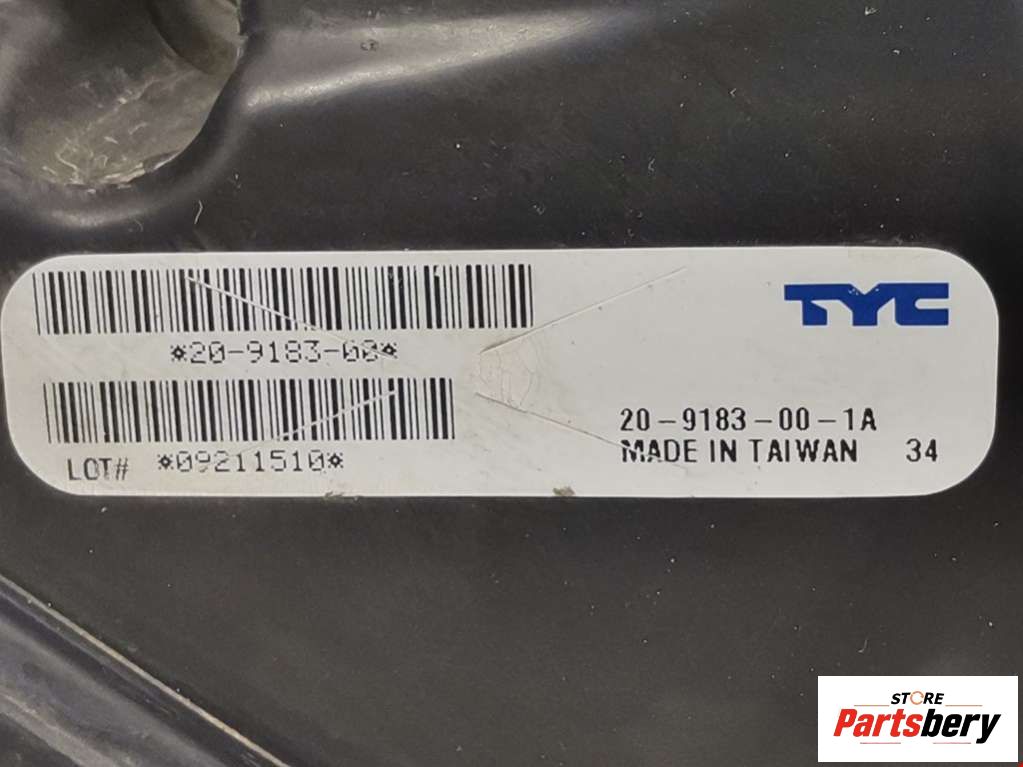 TYC
*20-9183-00*
20-9183-00-1A
LOT# *09211510*
MADE IN TAIWAN 34
STORE
Partsbery